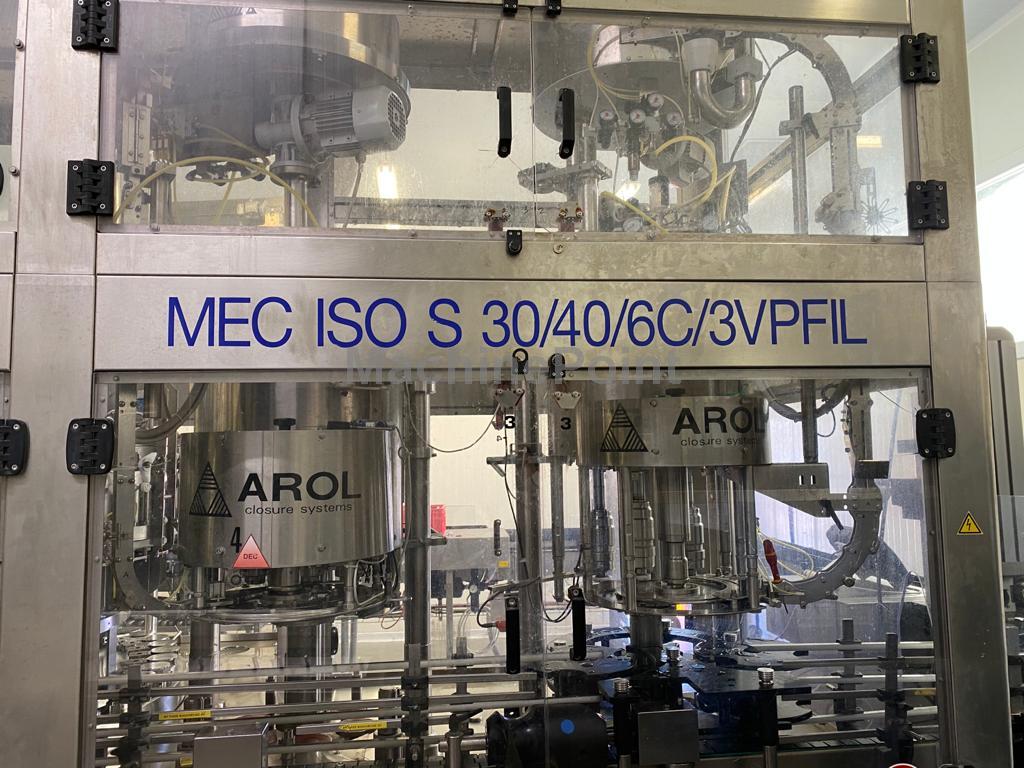 MEC ISO S 30/40/6C/3VPFIL
MachinePoint
3
3
AROL
closure systems
AROL
closure systems
4
DEC